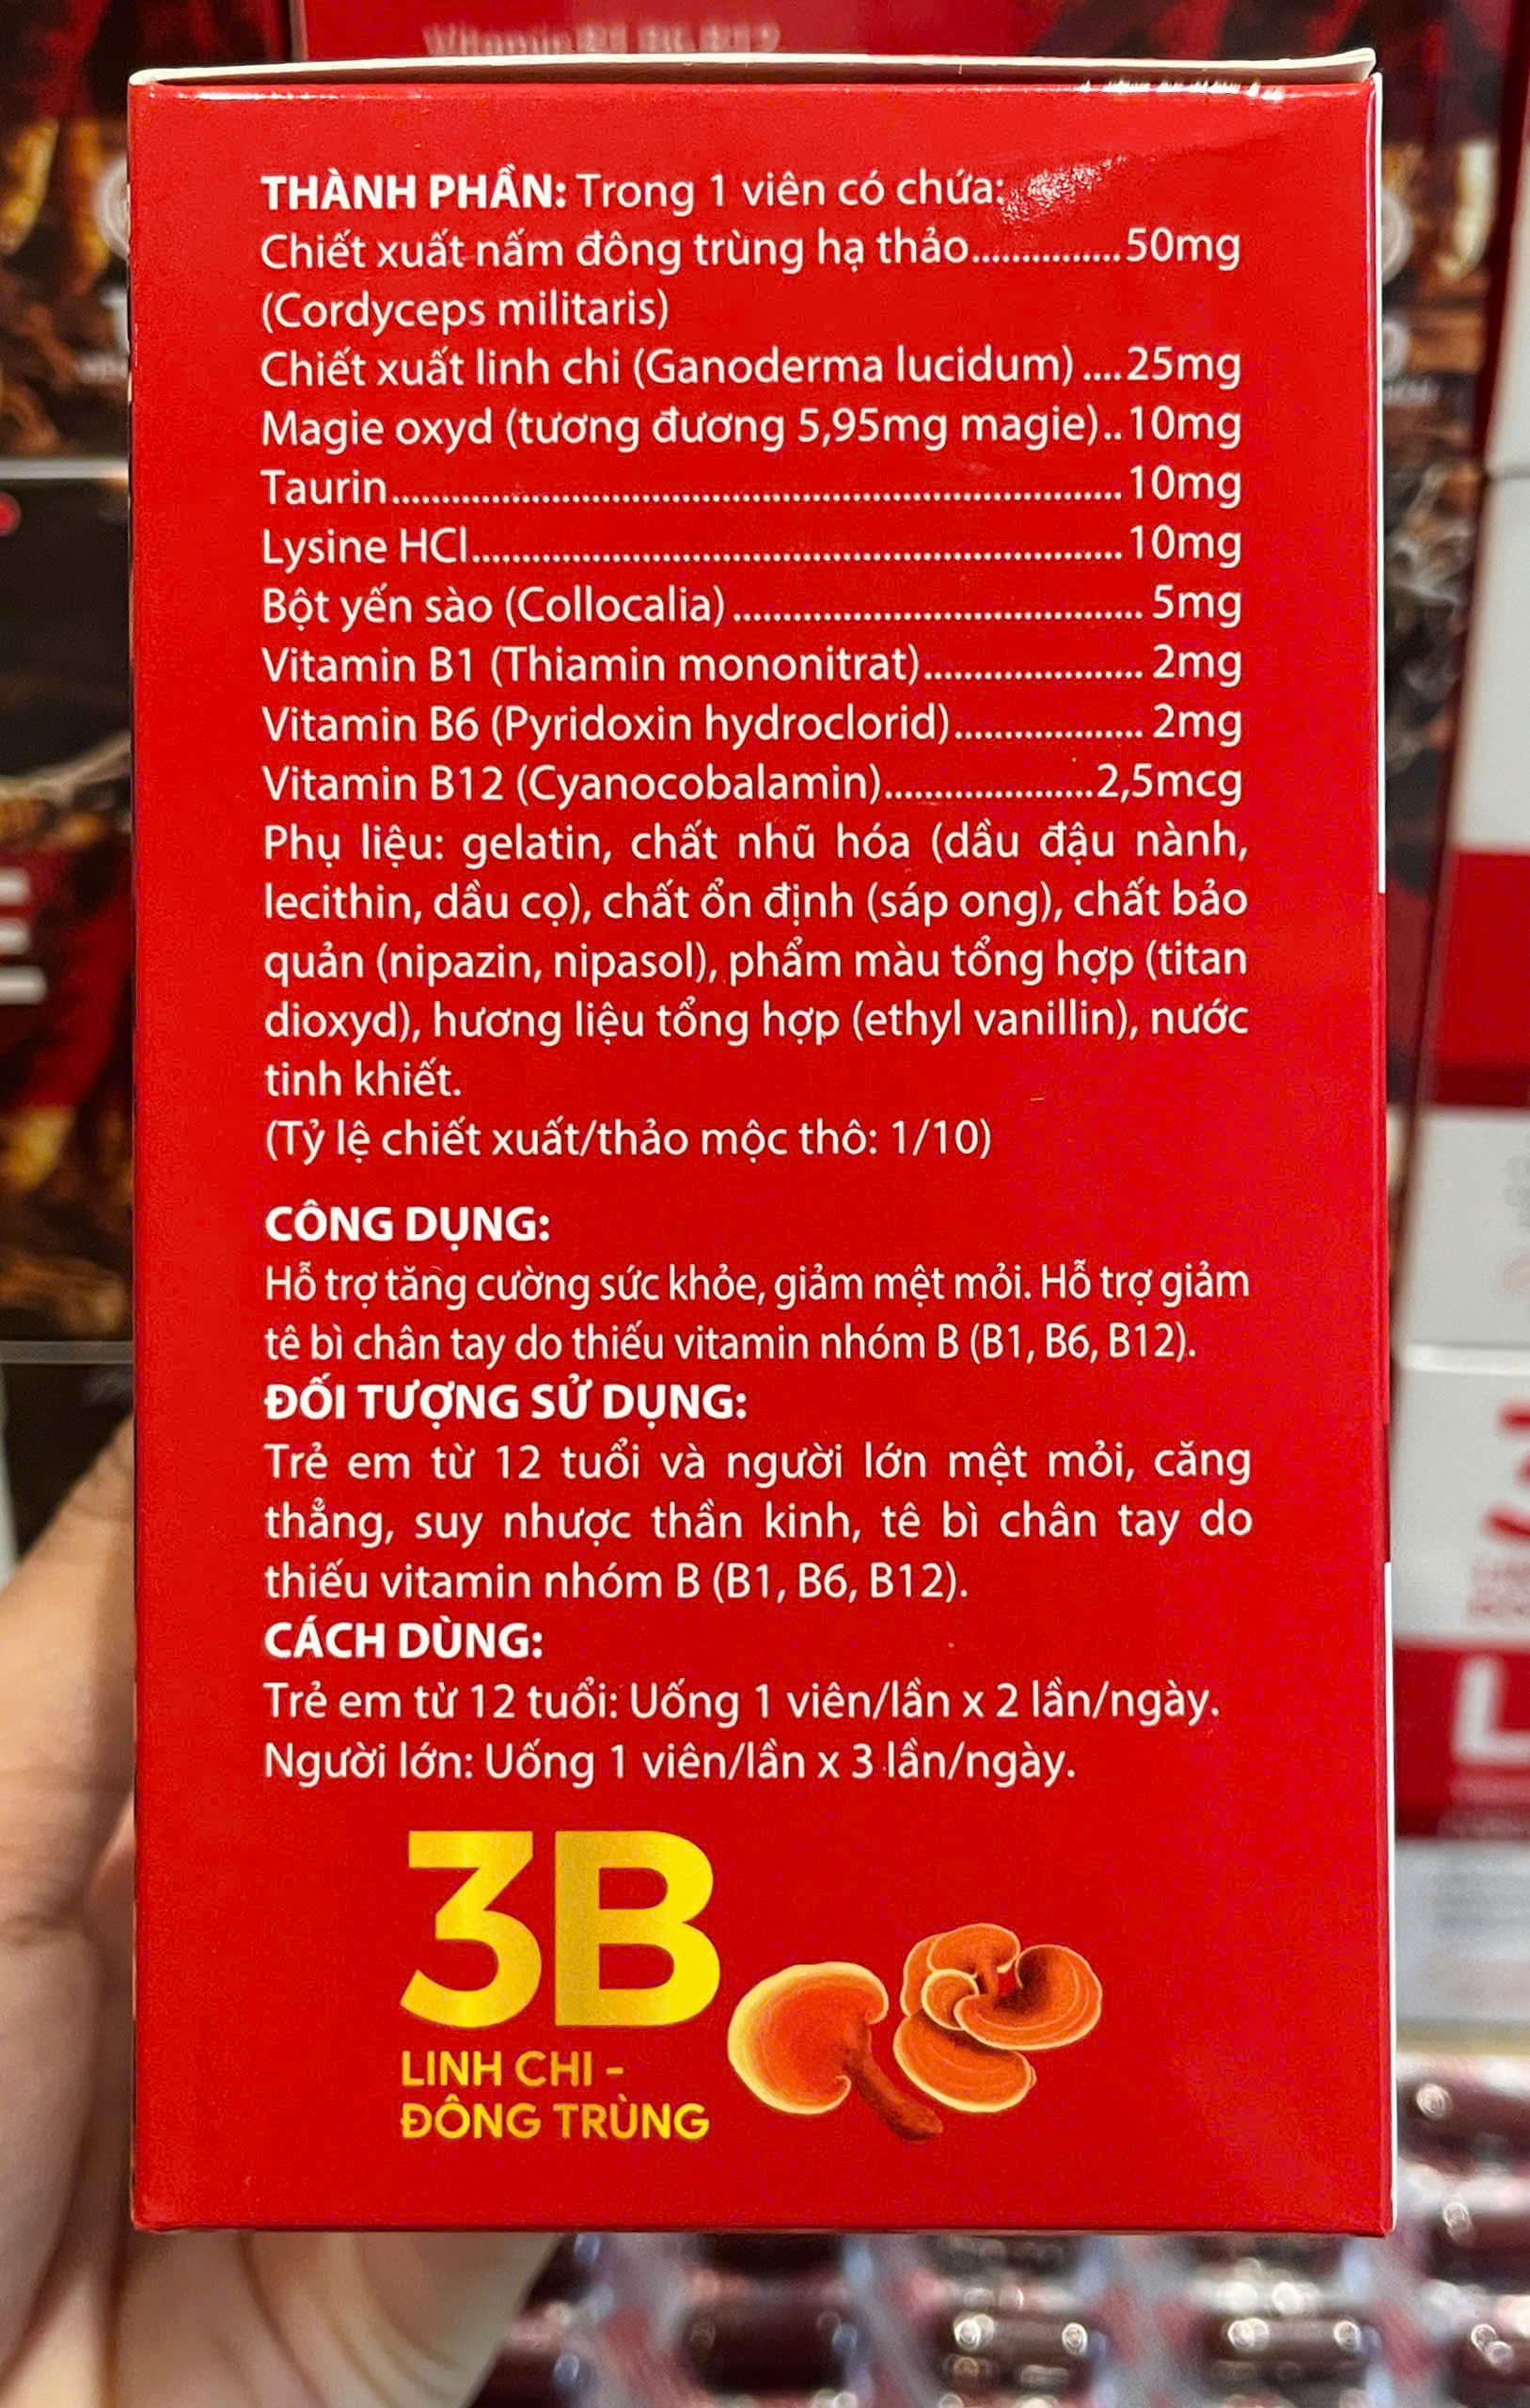 Vitamin B1 B6 B12
THÀNH PHẦN: Trong 1 viên có chứa:
Chiết xuất nấm đông trùng hạ thảo...............50mg
(Cordyceps militaris)
Chiết xuất linh chi (Ganoderma lucidum) ....25mg
Magie oxyd (tương đương 5,95mg magie)..10mg
Taurin......................................................................... 10mg
Lysine HCl................................................................. 10mg
Bột yến sào (Collocalia) ......................................... 5mg
Vitamin B1 (Thiamin mononitrat)...................... 2mg
Vitamin B6 (Pyridoxin hydroclorid)................... 2mg
Vitamin B12 (Cyanocobalamin).....................2,5mcg
Phụ liệu: gelatin, chất nhũ hóa (dầu đậu nành,
lecithin, dầu cọ), chất ổn định (sáp ong), chất bảo
quản (nipazin, nipasol), phẩm màu tổng hợp (titan
dioxyd), hương liệu tổng hợp (ethyl vanillin), nước
tinh khiết.
(Tỷ lệ chiết xuất/thảo mộc thô: 1/10)
CÔNG DỤNG:
Hỗ trợ tăng cường sức khỏe, giảm mệt mỏi. Hỗ trợ giảm
tê bì chân tay do thiếu vitamin nhóm B (B1, B6, B12).
ĐỐI TƯỢNG SỬ DỤNG:
Trẻ em từ 12 tuổi và người lớn mệt mỏi, căng
thẳng, suy nhược thần kinh, tê bì chân tay do
thiếu vitamin nhóm B (B1, B6, B12).
CÁCH DÙNG:
Trẻ em từ 12 tuổi: Uống 1 viên/lần x 2 lần/ngày.
Người lớn: Uống 1 viên/lần x 3 lần/ngày.
3B
LINH CHI -
ĐÔNG TRÙNG